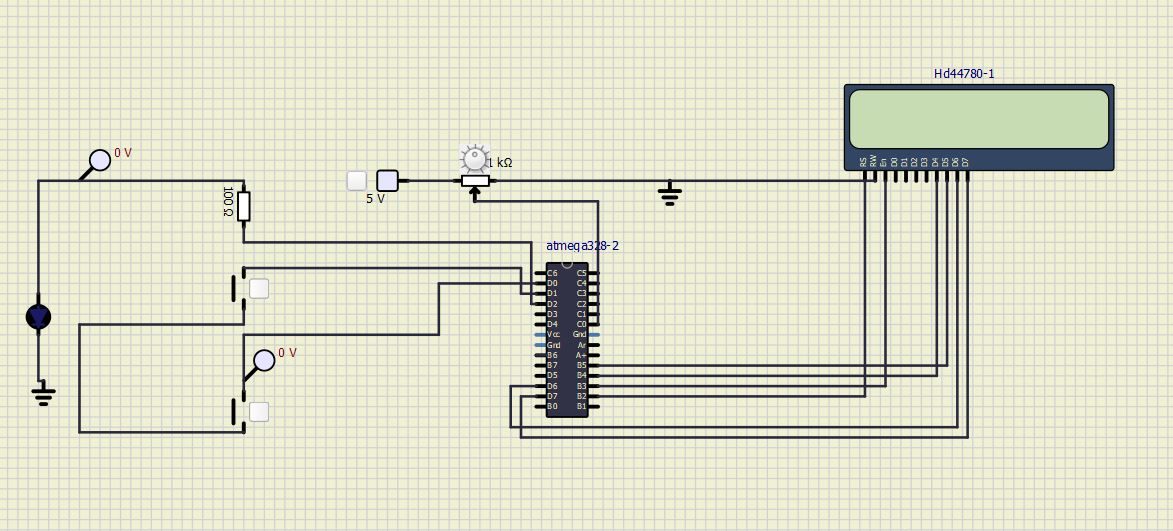 Hd44780-1
RS RW En D0 D1 D2 D3 D4 D5 D6 D7
0 V
1 kΩ
5 V
100 Ω
atmega328-2
C6 C5
D0 C4
D1 C3
D2 C2
D3 C1
D4 C0
Vcc Gnd
Gnd Ar
B6 A+
B7 B5
D5 B4
D6 B3
D7 B2
B0 B1
0 V